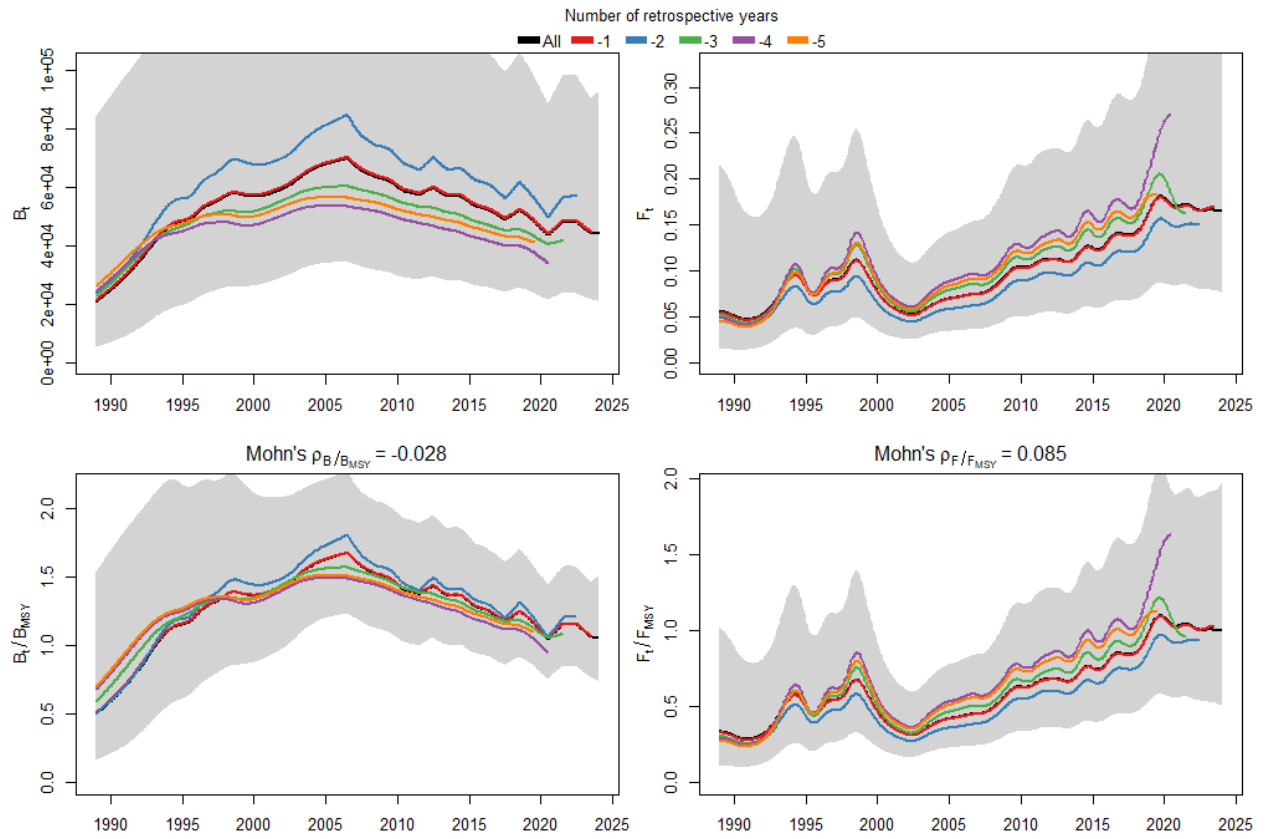 Number of retrospective years
All -1 -2 -3 -4 -5
Bt
0e+00 2e+04 4e+04 6e+04 8e+04 1e+05
1990 1995 2000 2005 2010 2015 2020 2025
Ft
0.00 0.05 0.10 0.15 0.20 0.25 0.30
1990 1995 2000 2005 2010 2015 2020 2025
Mohn's ρB/BMSY = -0.028
Bt/BMSY
0.0 0.5 1.0 1.5 2.0
1990 1995 2000 2005 2010 2015 2020 2025
Mohn's ρF/FMSY = 0.085
Ft/FMSY
0.0 0.5 1.0 1.5 2.0
1990 1995 2000 2005 2010 2015 2020 2025